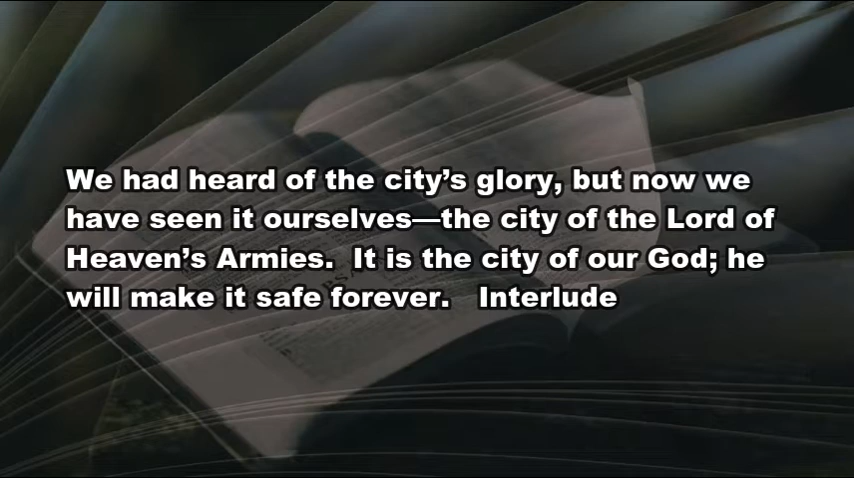 We had heard of the city’s glory, but now we
have seen it ourselves—the city of the Lord of
Heaven’s Armies.  It is the city of our God; he
will make it safe forever.   Interlude